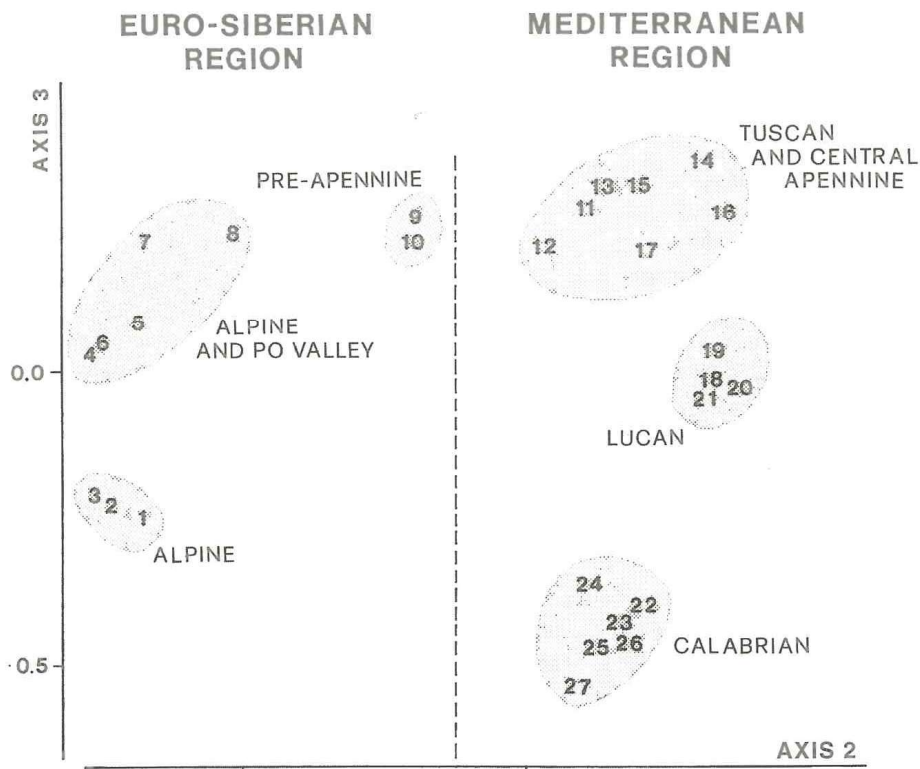 EURO-SIBERIAN
REGION
MEDITERRANEAN
REGION
AXIS 3
PRE-APENNINE
TUSCAN
AND CENTRAL
APENNINE
14
13 15
11
16
12
17
9
10
7
8
5
6
4
ALPINE
AND PO VALLEY
0.0
19
18
20
21
LUCAN
3
2
1
ALPINE
24
22
23
25
26
27
CALABRIAN
-0.5
AXIS 2